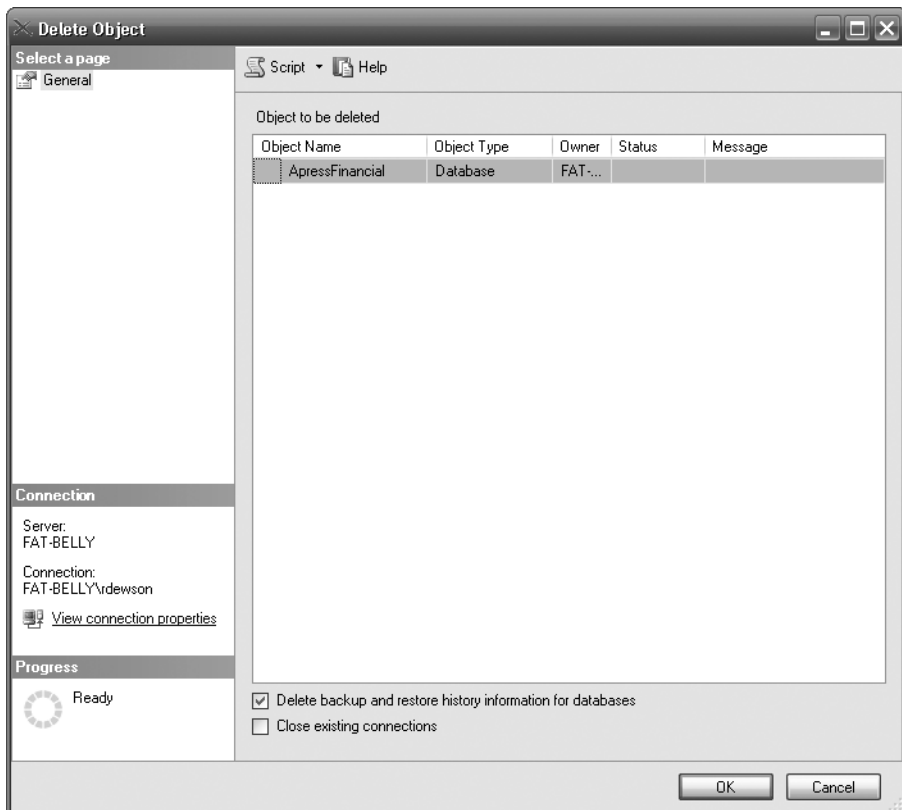 Delete Object
Select a page
General
Script
Help
Object to be deleted
Object Name Object Type Owner Status Message
ApressFinancial Database FAT-...
Connection
Server:
FAT-BELLY
Connection:
FAT-BELLY\rdewson
View connection properties
Progress
Ready
Delete backup and restore history information for databases
Close existing connections
OK Cancel